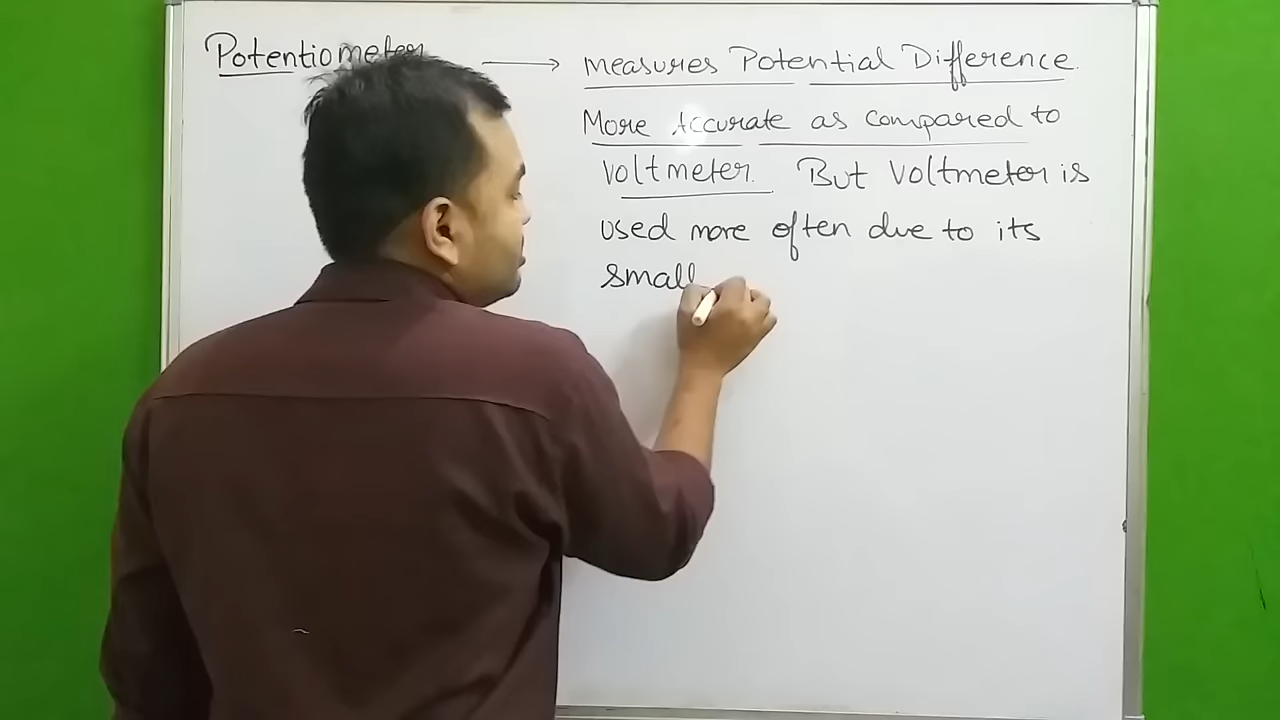 Potentiometer → measures Potential Difference.
More Accurate as compared to
voltmeter. But Voltmeter is
used more often due to its
small